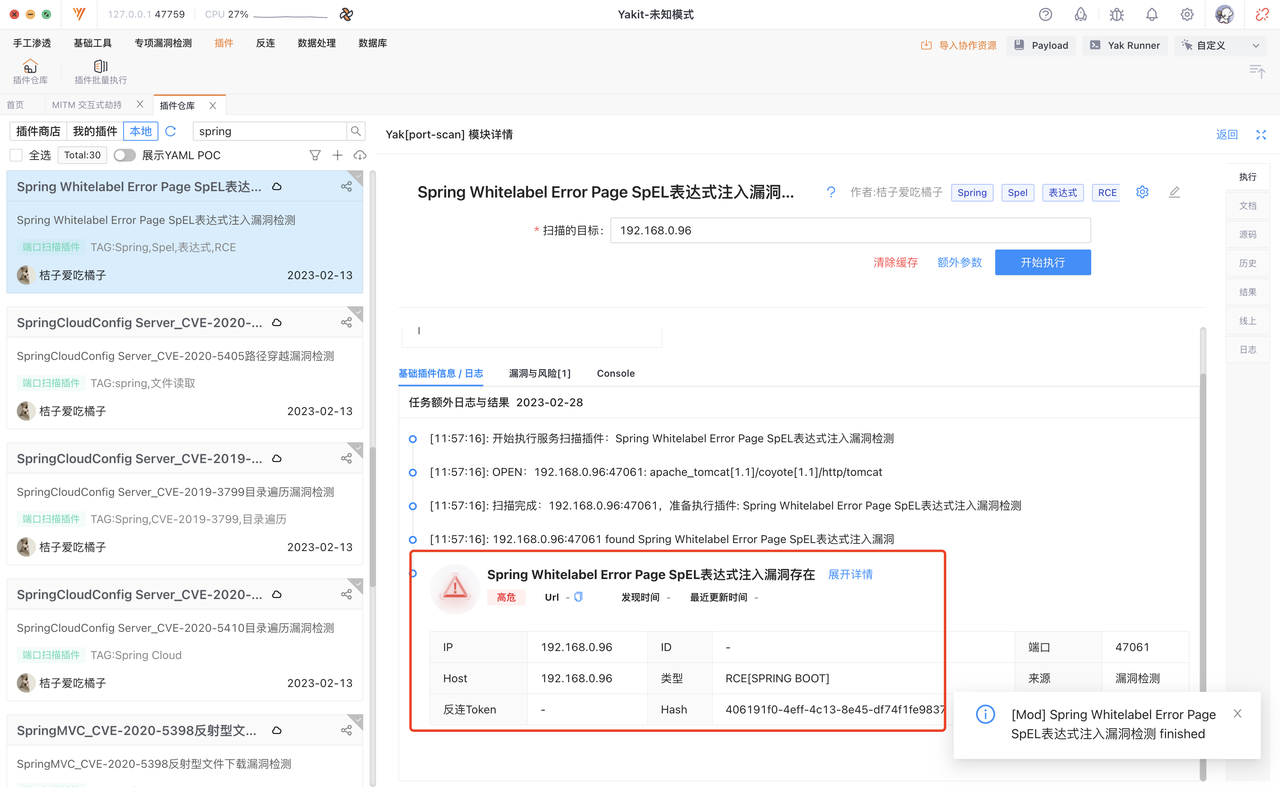 127.0.0.1 47759 CPU 27% Yakit-未知模式
手工渗透 基础工具 专项漏洞检测 插件 反连 数据处理 数据库 导入协作资源 Payload Yak Runner 自定义
插件仓库 插件批量执行
首页 MITM 交互式劫持 插件仓库
插件商店 我的插件 本地 spring
全选 Total:30 展示YAML POC
Spring Whitelabel Error Page SpEL表达...
Spring Whitelabel Error Page SpEL表达式注入漏洞检测
端口扫描插件 TAG:Spring,Spel,表达式,RCE
桔子爱吃橘子 2023-02-13
SpringCloudConfig Server_CVE-2020-...
SpringCloudConfig Server_CVE-2020-5405路径穿越漏洞检测
端口扫描插件 TAG:spring,文件读取
桔子爱吃橘子 2023-02-13
SpringCloudConfig Server_CVE-2019-...
SpringCloudConfig Server_CVE-2019-3799目录遍历漏洞检测
端口扫描插件 TAG:Spring,CVE-2019-3799,目录遍历
桔子爱吃橘子 2023-02-13
SpringCloudConfig Server_CVE-2020-...
SpringCloudConfig Server_CVE-2020-5410目录遍历漏洞检测
端口扫描插件 TAG:Spring Cloud
桔子爱吃橘子 2023-02-13
SpringMVC_CVE-2020-5398反射型文...
SpringMVC_CVE-2020-5398反射型文件下载漏洞检测
Yak[port-scan] 模块详情 返回
Spring Whitelabel Error Page SpEL表达式注入漏洞... ? 作者:桔子爱吃橘子 Spring Spel 表达式 RCE
* 扫描的目标: 192.168.0.96
清除缓存 额外参数 开始执行
基础插件信息 / 日志 漏洞与风险[1] Console
任务额外日志与结果 2023-02-28
[11:57:16]: 开始执行服务扫描插件：Spring Whitelabel Error Page SpEL表达式注入漏洞检测
[11:57:16]: OPEN：192.168.0.96:47061: apache_tomcat[1.1]/coyote[1.1]/http/tomcat
[11:57:16]: 扫描完成：192.168.0.96:47061，准备执行插件: Spring Whitelabel Error Page SpEL表达式注入漏洞检测
[11:57:16]: 192.168.0.96:47061 found Spring Whitelabel Error Page SpEL表达式注入漏洞
Spring Whitelabel Error Page SpEL表达式注入漏洞存在 展开详情
高危 Url - 发现时间 - 最近更新时间 -
IP 192.168.0.96 ID - 端口 47061
Host 192.168.0.96 类型 RCE[SPRING BOOT] 来源 漏洞检测
反连Token - Hash 406191f0-4eff-4c13-8e45-df74f1fe9837
执行
文档
源码
历史
结果
线上
日志
[Mod] Spring Whitelabel Error Page
SpEL表达式注入漏洞检测 finished